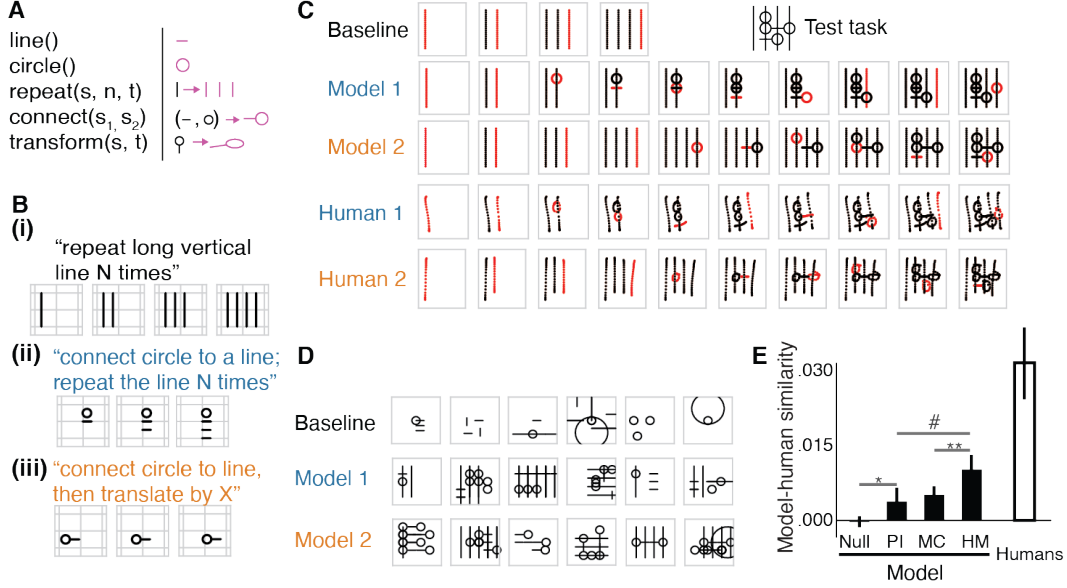 A
line()
circle()
repeat(s, n, t)
connect(s1, s2)
transform(s, t)
B
(i)
“repeat long vertical
line N times”
(ii)
“connect circle to a line;
repeat the line N times”
(iii)
“connect circle to line,
then translate by X”
C
Baseline
Test task
Model 1
Model 2
Human 1
Human 2
D
Baseline
Model 1
Model 2
E
Model-human similarity
.030
.015
.000
#
**
*
Null PI MC HM
Humans
Model